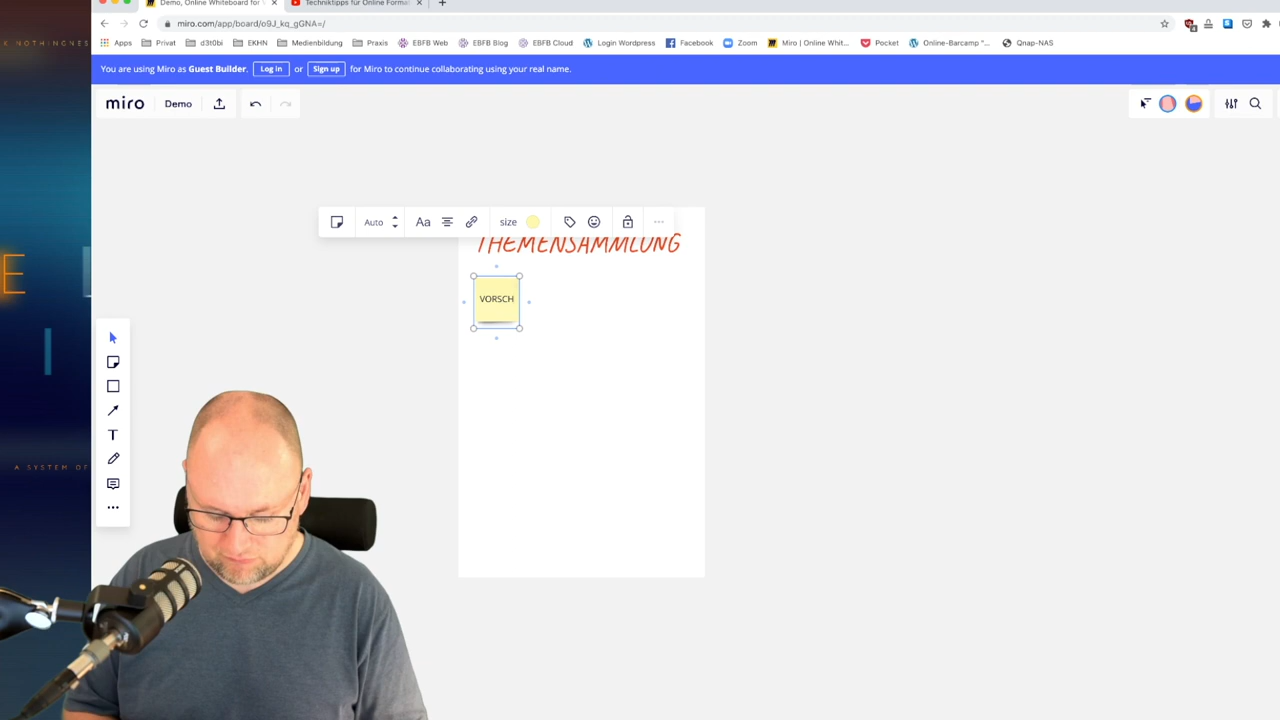 K NOTHINGNES
E
I
A SYSTEM OF
Demo, Online Whiteboard for
Techniktipps für Online Forma
miro.com/app/board/o9J_kq_gGNA=/
Apps
Privat
d3t0bi
EKHN
Medienbildung
Praxis
EBFB Web
EBFB Blog
EBFB Cloud
Login Wordpress
Facebook
Zoom
Miro | Online Whit...
Pocket
Online-Barcamp "...
Qnap-NAS
You are using Miro as Guest Builder. Log in or Sign up for Miro to continue collaborating using your real name.
miro
Demo
Auto
Aa
size
THEMENSAMMLUNG
VORSCH
T
4